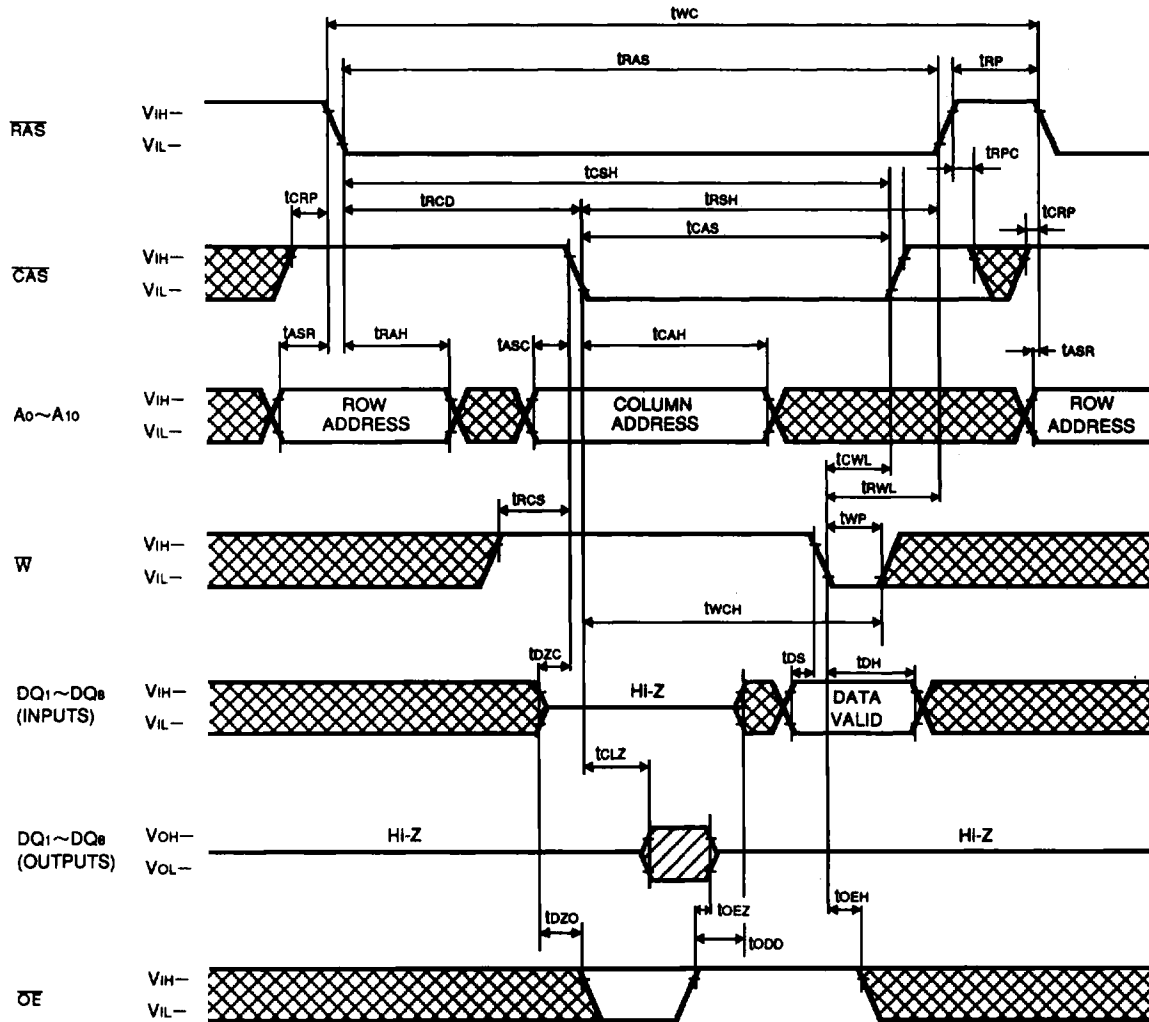 tWC
tRAS
tRP
RAS
VIH—
VIL—
tRPC
tCSH
tCRP
tRCD
tRSH
tCRP
tCAS
CAS
VIH—
VIL—
tASR
tRAH
tASC
tCAH
tASR
A0~A10
VIH—
VIL—
ROW
ADDRESS
COLUMN
ADDRESS
ROW
ADDRESS
tCWL
tRWL
tRCS
tWP
W
VIH—
VIL—
tWCH
tDZC
tDS
tDH
DQ1~DQ8
(INPUTS)
VIH—
VIL—
Hi-Z
DATA
VALID
tCLZ
DQ1~DQ8
(OUTPUTS)
VOH—
VOL—
Hi-Z
Hi-Z
tDZO
tOEZ
tODD
tOEH
OE
VIH—
VIL—